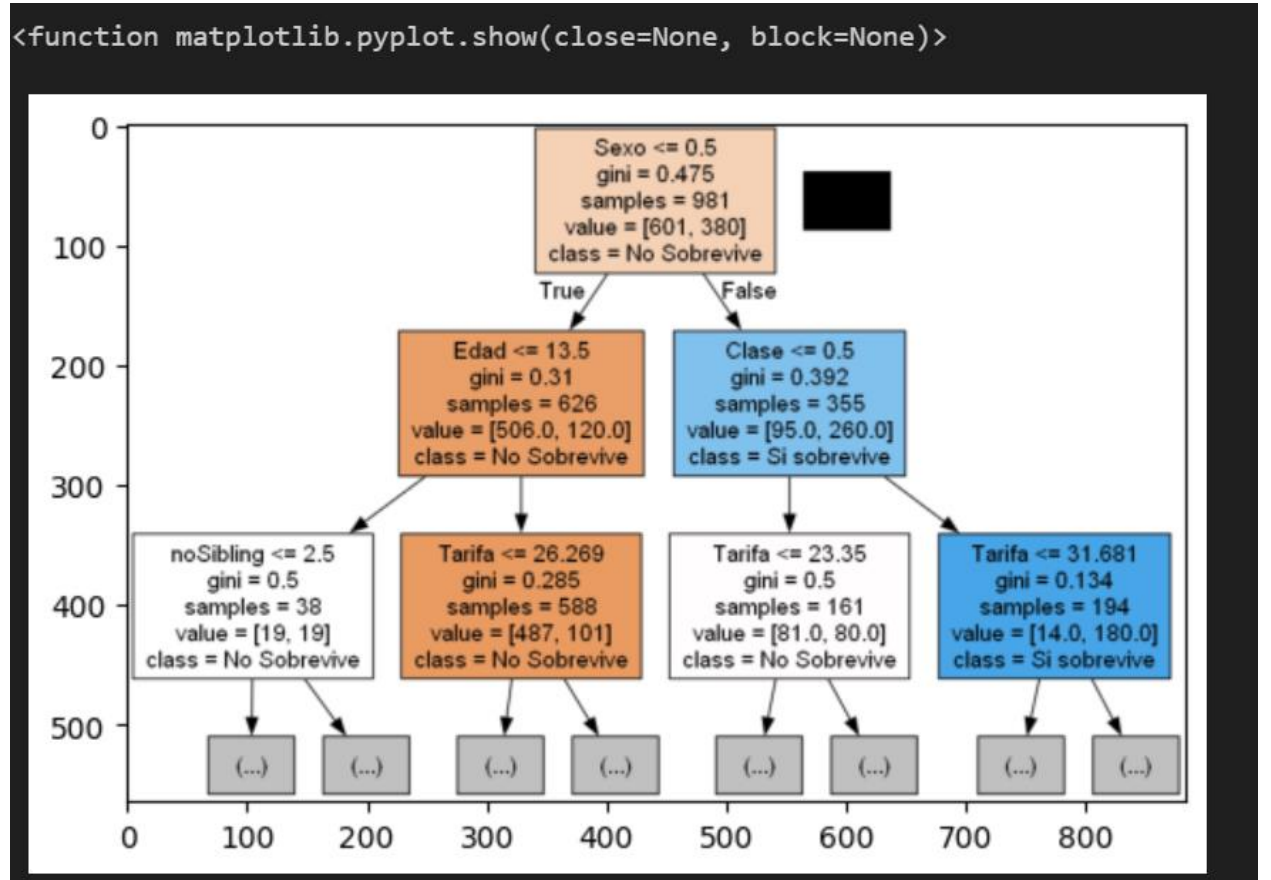 <function matplotlib.pyplot.show(close=None, block=None)>
0
100
200
300
400
500
Sexo <= 0.5
gini = 0.475
samples = 981
value = [601, 380]
class = No Sobrevive
True
False
Edad <= 13.5
gini = 0.31
samples = 626
value = [506.0, 120.0]
class = No Sobrevive
Clase <= 0.5
gini = 0.392
samples = 355
value = [95.0, 260.0]
class = Si sobrevive
noSibling <= 2.5
gini = 0.5
samples = 38
value = [19, 19]
class = No Sobrevive
Tarifa <= 26.269
gini = 0.285
samples = 588
value = [487, 101]
class = No Sobrevive
Tarifa <= 23.35
gini = 0.5
samples = 161
value = [81.0, 80.0]
class = No Sobrevive
Tarifa <= 31.681
gini = 0.134
samples = 194
value = [14.0, 180.0]
class = Si sobrevive
(...)
(...)
(...)
(...)
(...)
(...)
(...)
(...)
0 100 200 300 400 500 600 700 800